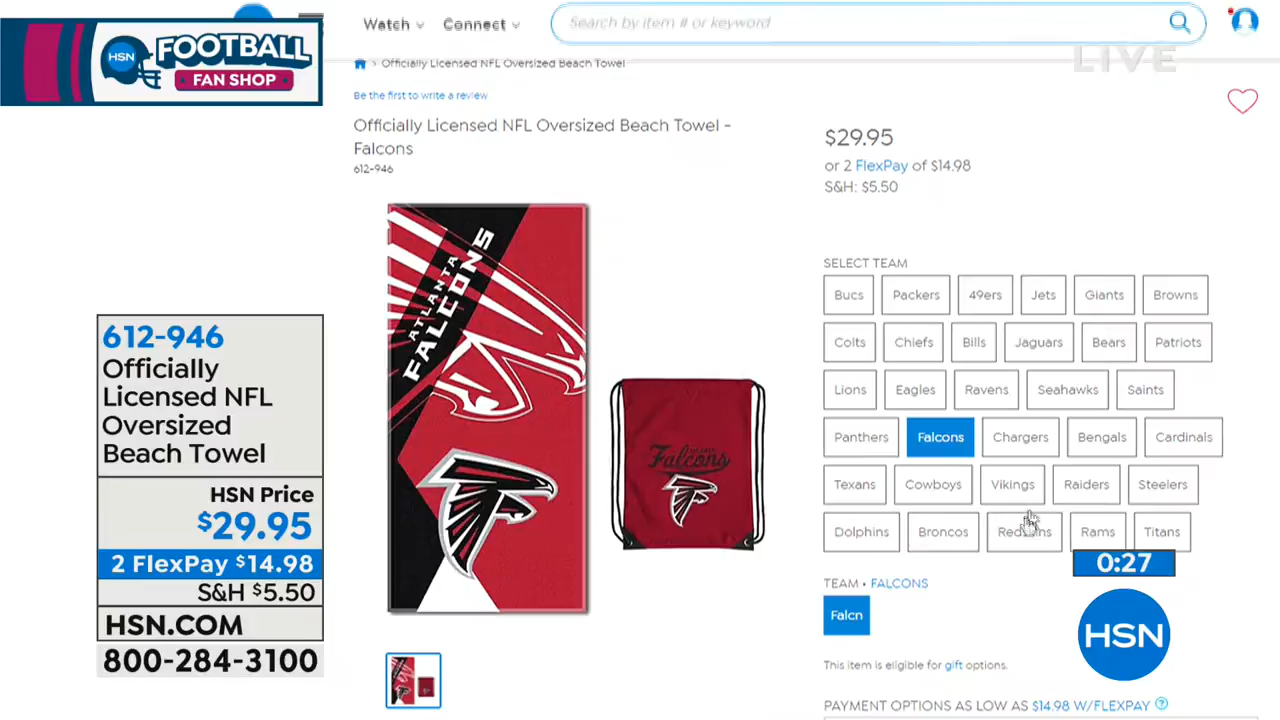 HSN
FOOTBALL
FAN SHOP
Watch
Connect
Search by item # or keyword
LIVE
Officially Licensed NFL Oversized Beach Towel
Be the first to write a review
Officially Licensed NFL Oversized Beach Towel -
Falcons
612-946
$29.95
or 2 FlexPay of $14.98
S&H: $5.50
ATLANTA
FALCONS
Falcons
SELECT TEAM
Bucs Packers 49ers Jets Giants Browns
Colts Chiefs Bills Jaguars Bears Patriots
Lions Eagles Ravens Seahawks Saints
Panthers Falcons Chargers Bengals Cardinals
Texans Cowboys Vikings Raiders Steelers
Dolphins Broncos Redskins Rams Titans
TEAM • FALCONS
Falcn
This item is eligible for gift options.
PAYMENT OPTIONS AS LOW AS $14.98 W/FLEXPAY ?
612-946
Officially
Licensed NFL
Oversized
Beach Towel
HSN Price
$29.95
2 FlexPay $14.98
S&H $5.50
HSN.COM
800-284-3100
0:27
HSN